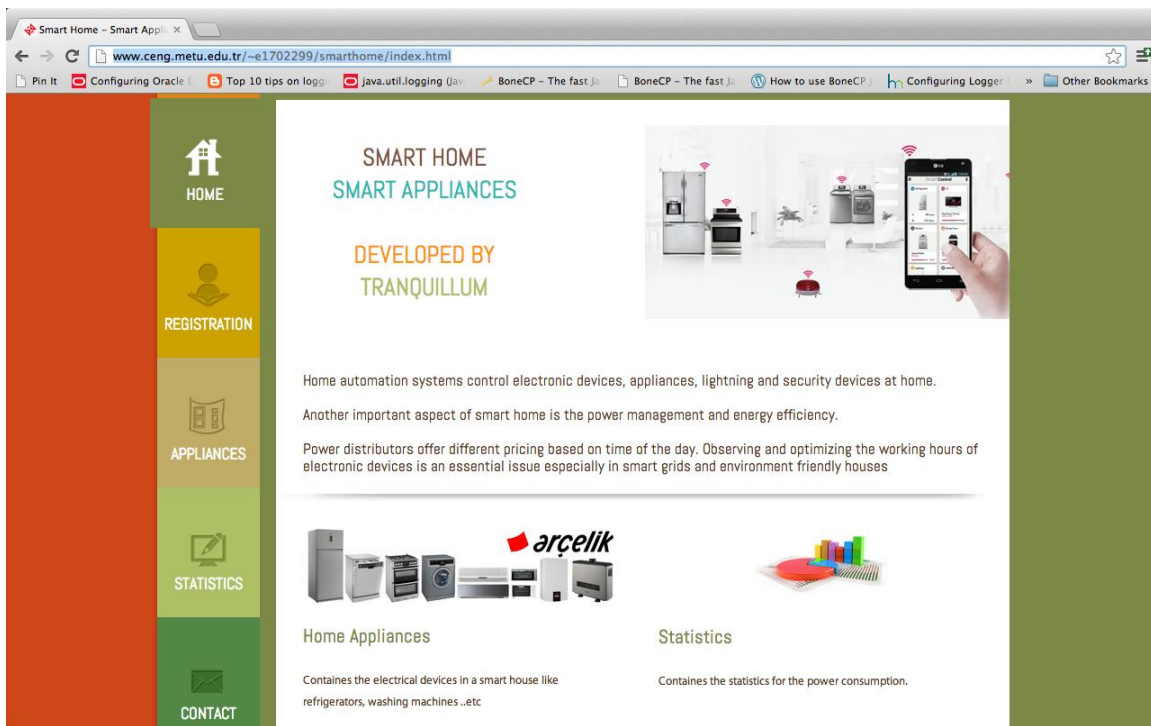 Smart Home – Smart Appli
www.ceng.metu.edu.tr/~e1702299/smarthome/index.html
Pin It
Configuring Oracle
Top 10 tips on loggi
java.util.logging (Jav
BoneCP – The fast Ja
BoneCP – The fast Ja
How to use BoneCP
Configuring Logger
»
Other Bookmarks
HOME
REGISTRATION
APPLIANCES
STATISTICS
CONTACT
SMART HOME
SMART APPLIANCES
DEVELOPED BY
TRANQUILLUM
LG
Smart Control
Home automation systems control electronic devices, appliances, lightning and security devices at home.
Another important aspect of smart home is the power management and energy efficiency.
Power distributors offer different pricing based on time of the day. Observing and optimizing the working hours of
electronic devices is an essential issue especially in smart grids and environment friendly houses
arçelik
Home Appliances
Containes the electrical devices in a smart house like
refrigerators, washing machines ..etc
Statistics
Containes the statistics for the power consumption.